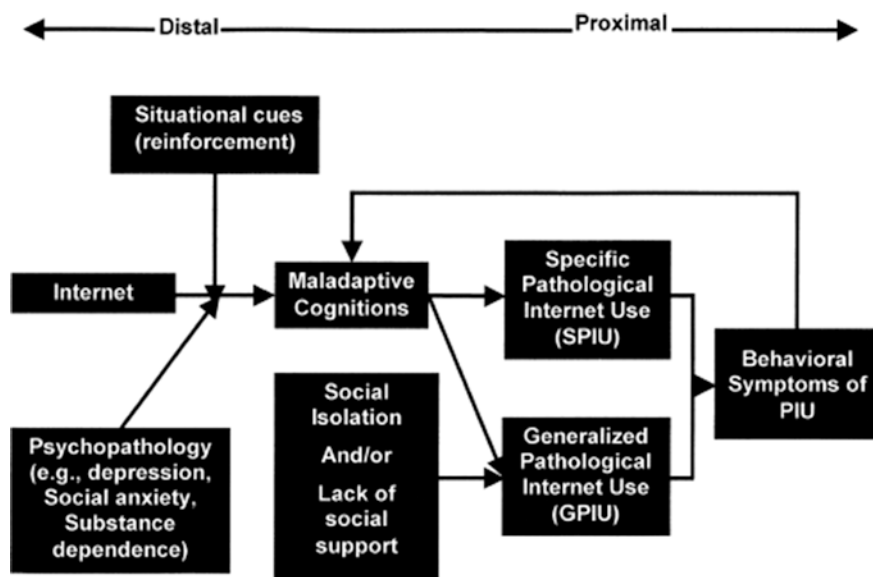 Distal
Proximal
Situational cues
(reinforcement)
Internet
Maladaptive
Cognitions
Specific
Pathological
Internet Use
(SPIU)
Behavioral
Symptoms of
PIU
Psychopathology
(e.g., depression,
Social anxiety,
Substance
dependence)
Social
Isolation
And/or
Lack of
social
support
Generalized
Pathological
Internet Use
(GPIU)